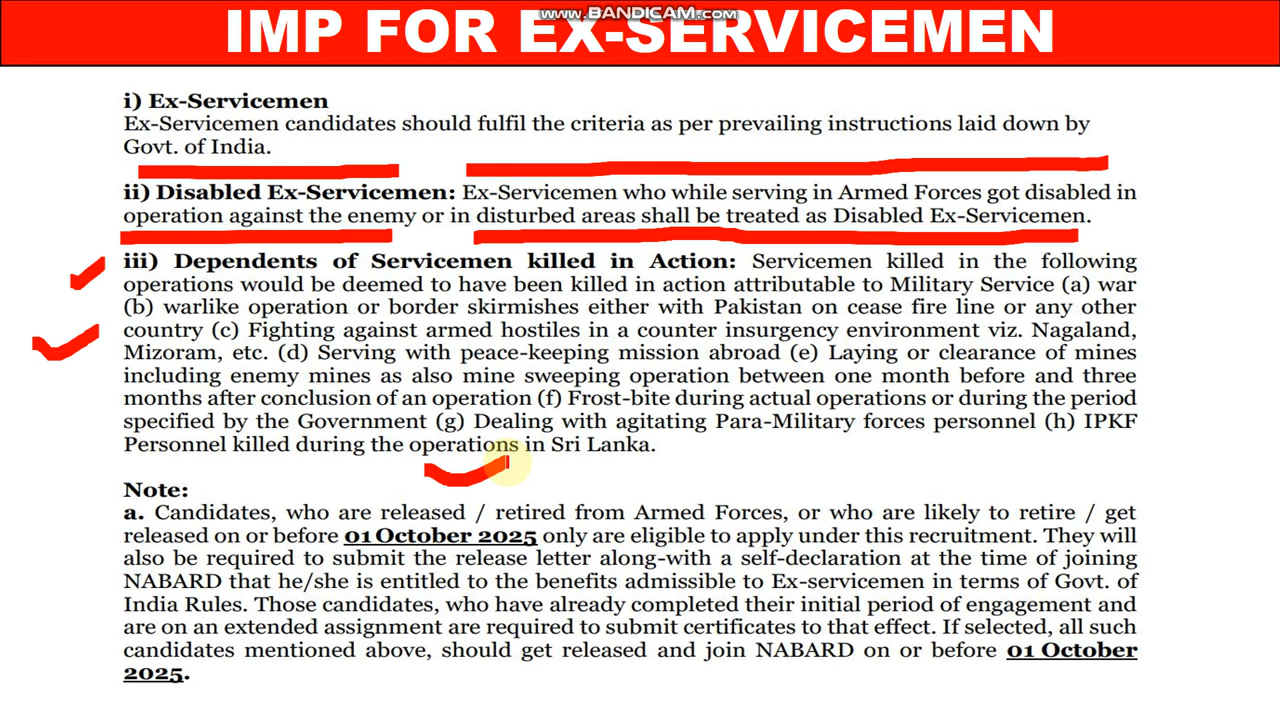 www.BANDICAM.com
IMP FOR EX-SERVICEMEN
i) Ex-Servicemen
Ex-Servicemen candidates should fulfil the criteria as per prevailing instructions laid down by
Govt. of India.
ii) Disabled Ex-Servicemen: Ex-Servicemen who while serving in Armed Forces got disabled in
operation against the enemy or in disturbed areas shall be treated as Disabled Ex-Servicemen.
iii) Dependents of Servicemen killed in Action: Servicemen killed in the following
operations would be deemed to have been killed in action attributable to Military Service (a) war
(b) warlike operation or border skirmishes either with Pakistan on cease fire line or any other
country (c) Fighting against armed hostiles in a counter insurgency environment viz. Nagaland,
Mizoram, etc. (d) Serving with peace-keeping mission abroad (e) Laying or clearance of mines
including enemy mines as also mine sweeping operation between one month before and three
months after conclusion of an operation (f) Frost-bite during actual operations or during the period
specified by the Government (g) Dealing with agitating Para-Military forces personnel (h) IPKF
Personnel killed during the operations in Sri Lanka.
Note:
a. Candidates, who are released / retired from Armed Forces, or who are likely to retire / get
released on or before 01 October 2025 only are eligible to apply under this recruitment. They will
also be required to submit the release letter along-with a self-declaration at the time of joining
NABARD that he/she is entitled to the benefits admissible to Ex-servicemen in terms of Govt. of
India Rules. Those candidates, who have already completed their initial period of engagement and
are on an extended assignment are required to submit certificates to that effect. If selected, all such
candidates mentioned above, should get released and join NABARD on or before 01 October
2025.